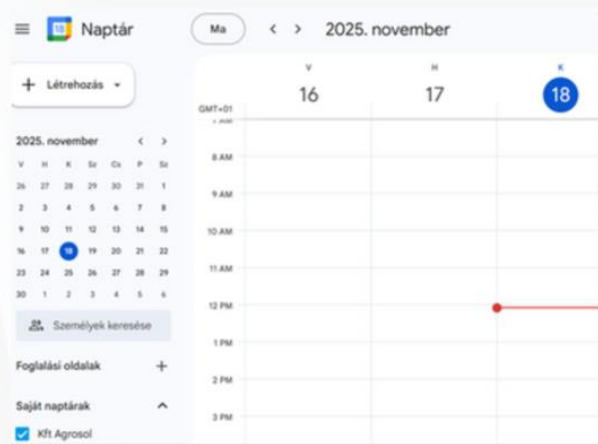 Naptár
Ma
2025. november
Létrehozás
V
16
H
17
K
18
GMT+01
7 AM
8 AM
9 AM
10 AM
11 AM
12 PM
1 PM
2 PM
3 PM
2025. november
V H K Sz Cs P Sz
26 27 28 29 30 31 1
2 3 4 5 6 7 8
9 10 11 12 13 14 15
16 17 18 19 20 21 22
23 24 25 26 27 28 29
30 1 2 3 4 5 6
Személyek keresése
Foglalási oldalak
Saját naptárak
Kft Agrosol